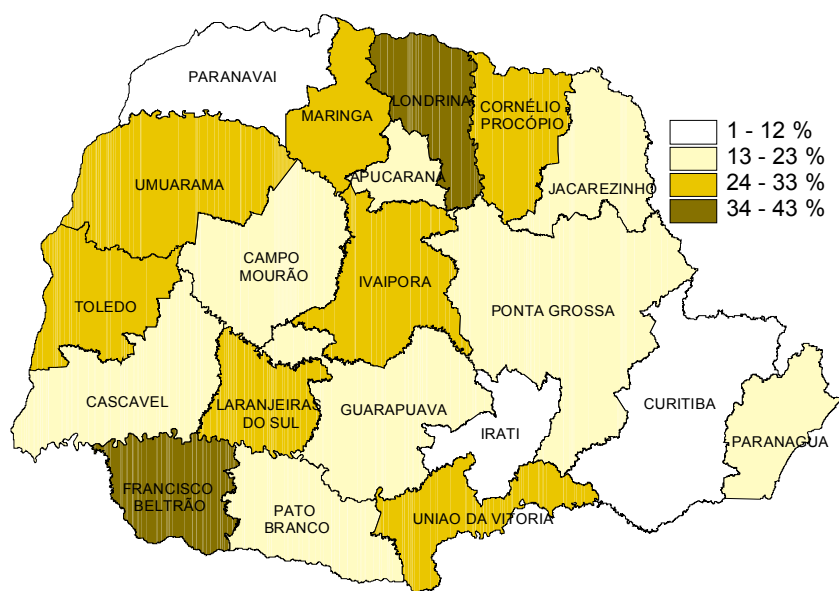 PARANAVAI
MARINGA
LONDRINA
CORNÉLIO
PROCÓPIO
1 - 12 %
13 - 23 %
24 - 33 %
34 - 43 %
UMUARAMA
APUCARANA
JACAREZINHO
CAMPO
MOURÃO
IVAIPORA
TOLEDO
PONTA GROSSA
CASCAVEL
LARANJEIRAS
DO SUL
GUARAPUAVA
IRATI
CURITIBA
PARANAGUA
FRANCISCO
BELTRÃO
PATO
BRANCO
UNIAO DA VITORIA